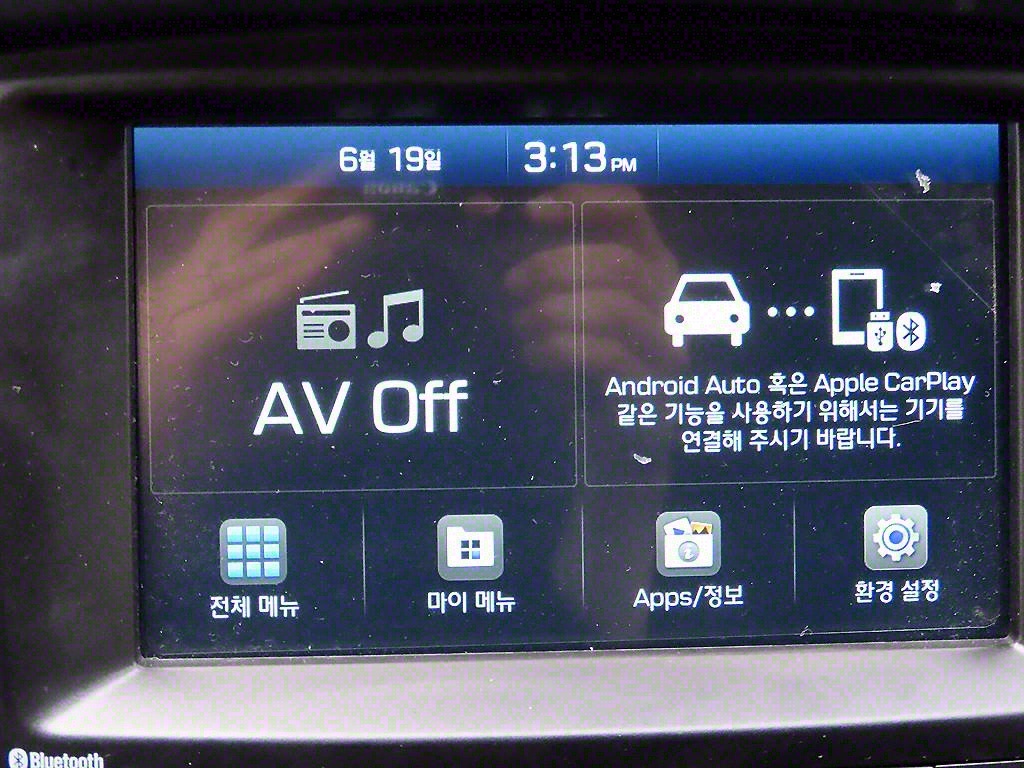 6월 19일
3:13 PM
AV Off
Android Auto 혹은 Apple CarPlay
같은 기능을 사용하기 위해서는 기기를
연결해 주시기 바랍니다.
전체 메뉴
마이 메뉴
Apps/정보
환경 설정
Bluetooth